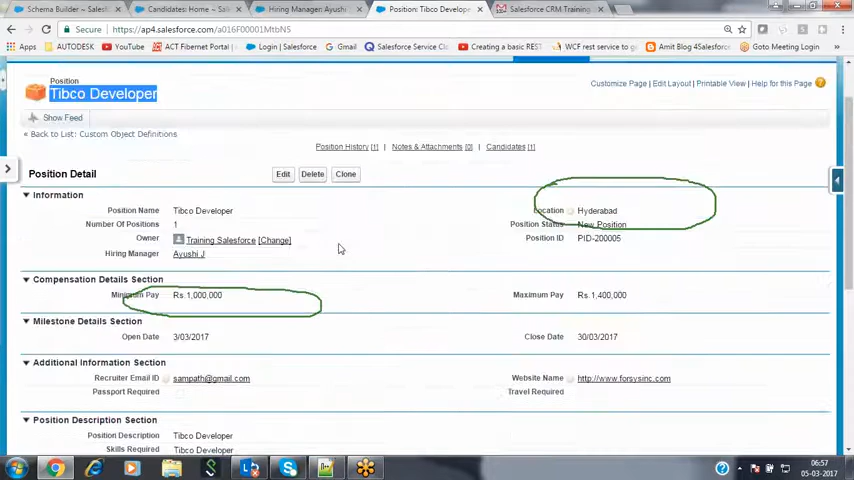 Schema Builder – Salesfo
Candidates: Home ~ Sale
Hiring Manager: Ayushi
Position: Tibco Develope
Salesforce CRM Training
Secure https://ap4.salesforce.com/a016F00001MtbN5
Apps AUTODESK YouTube ACT Fibernet Portal Login | Salesforce Salesforce Service Cl Creating a basic REST WCF rest service to en Amit Blog 4Salesforce Goto Meeting Login
Position
Tibco Developer
Customize Page | Edit Layout | Printable View | Help for this Page
Show Feed
« Back to List: Custom Object Definitions
Position History [1] | Notes & Attachments [0] | Candidates [1]
Position Detail Edit Delete Clone
Information
Position Name Tibco Developer Location Hyderabad
Number Of Positions 1 Position Status New Position
Owner Training Salesforce [Change] Position ID PID-200005
Hiring Manager Ayushi J
Compensation Details Section
Minimum Pay Rs.1,000,000 Maximum Pay Rs.1,400,000
Milestone Details Section
Open Date 3/03/2017 Close Date 30/03/2017
Additional Information Section
Recruiter Email ID sampath@gmail.com Website Name http://www.forsysinc.com
Passport Required Travel Required
Position Description Section
Position Description Tibco Developer
Skills Required Tibco Developer
06:57
05-03-2017